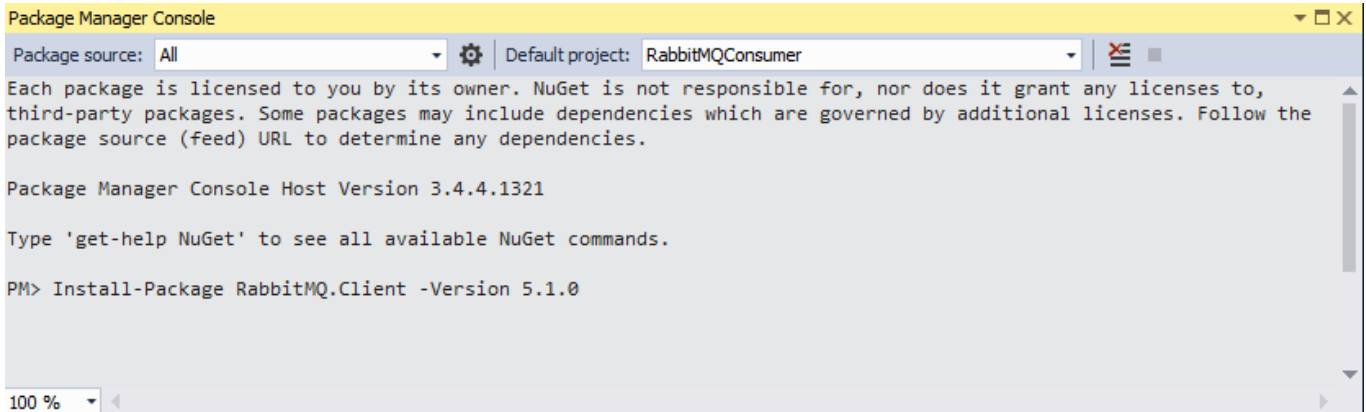 Package Manager Console
Package source: All Default project: RabbitMQConsumer
Each package is licensed to you by its owner. NuGet is not responsible for, nor does it grant any licenses to,
third-party packages. Some packages may include dependencies which are governed by additional licenses. Follow the
package source (feed) URL to determine any dependencies.
Package Manager Console Host Version 3.4.4.1321
Type 'get-help NuGet' to see all available NuGet commands.
PM> Install-Package RabbitMQ.Client -Version 5.1.0
100 %